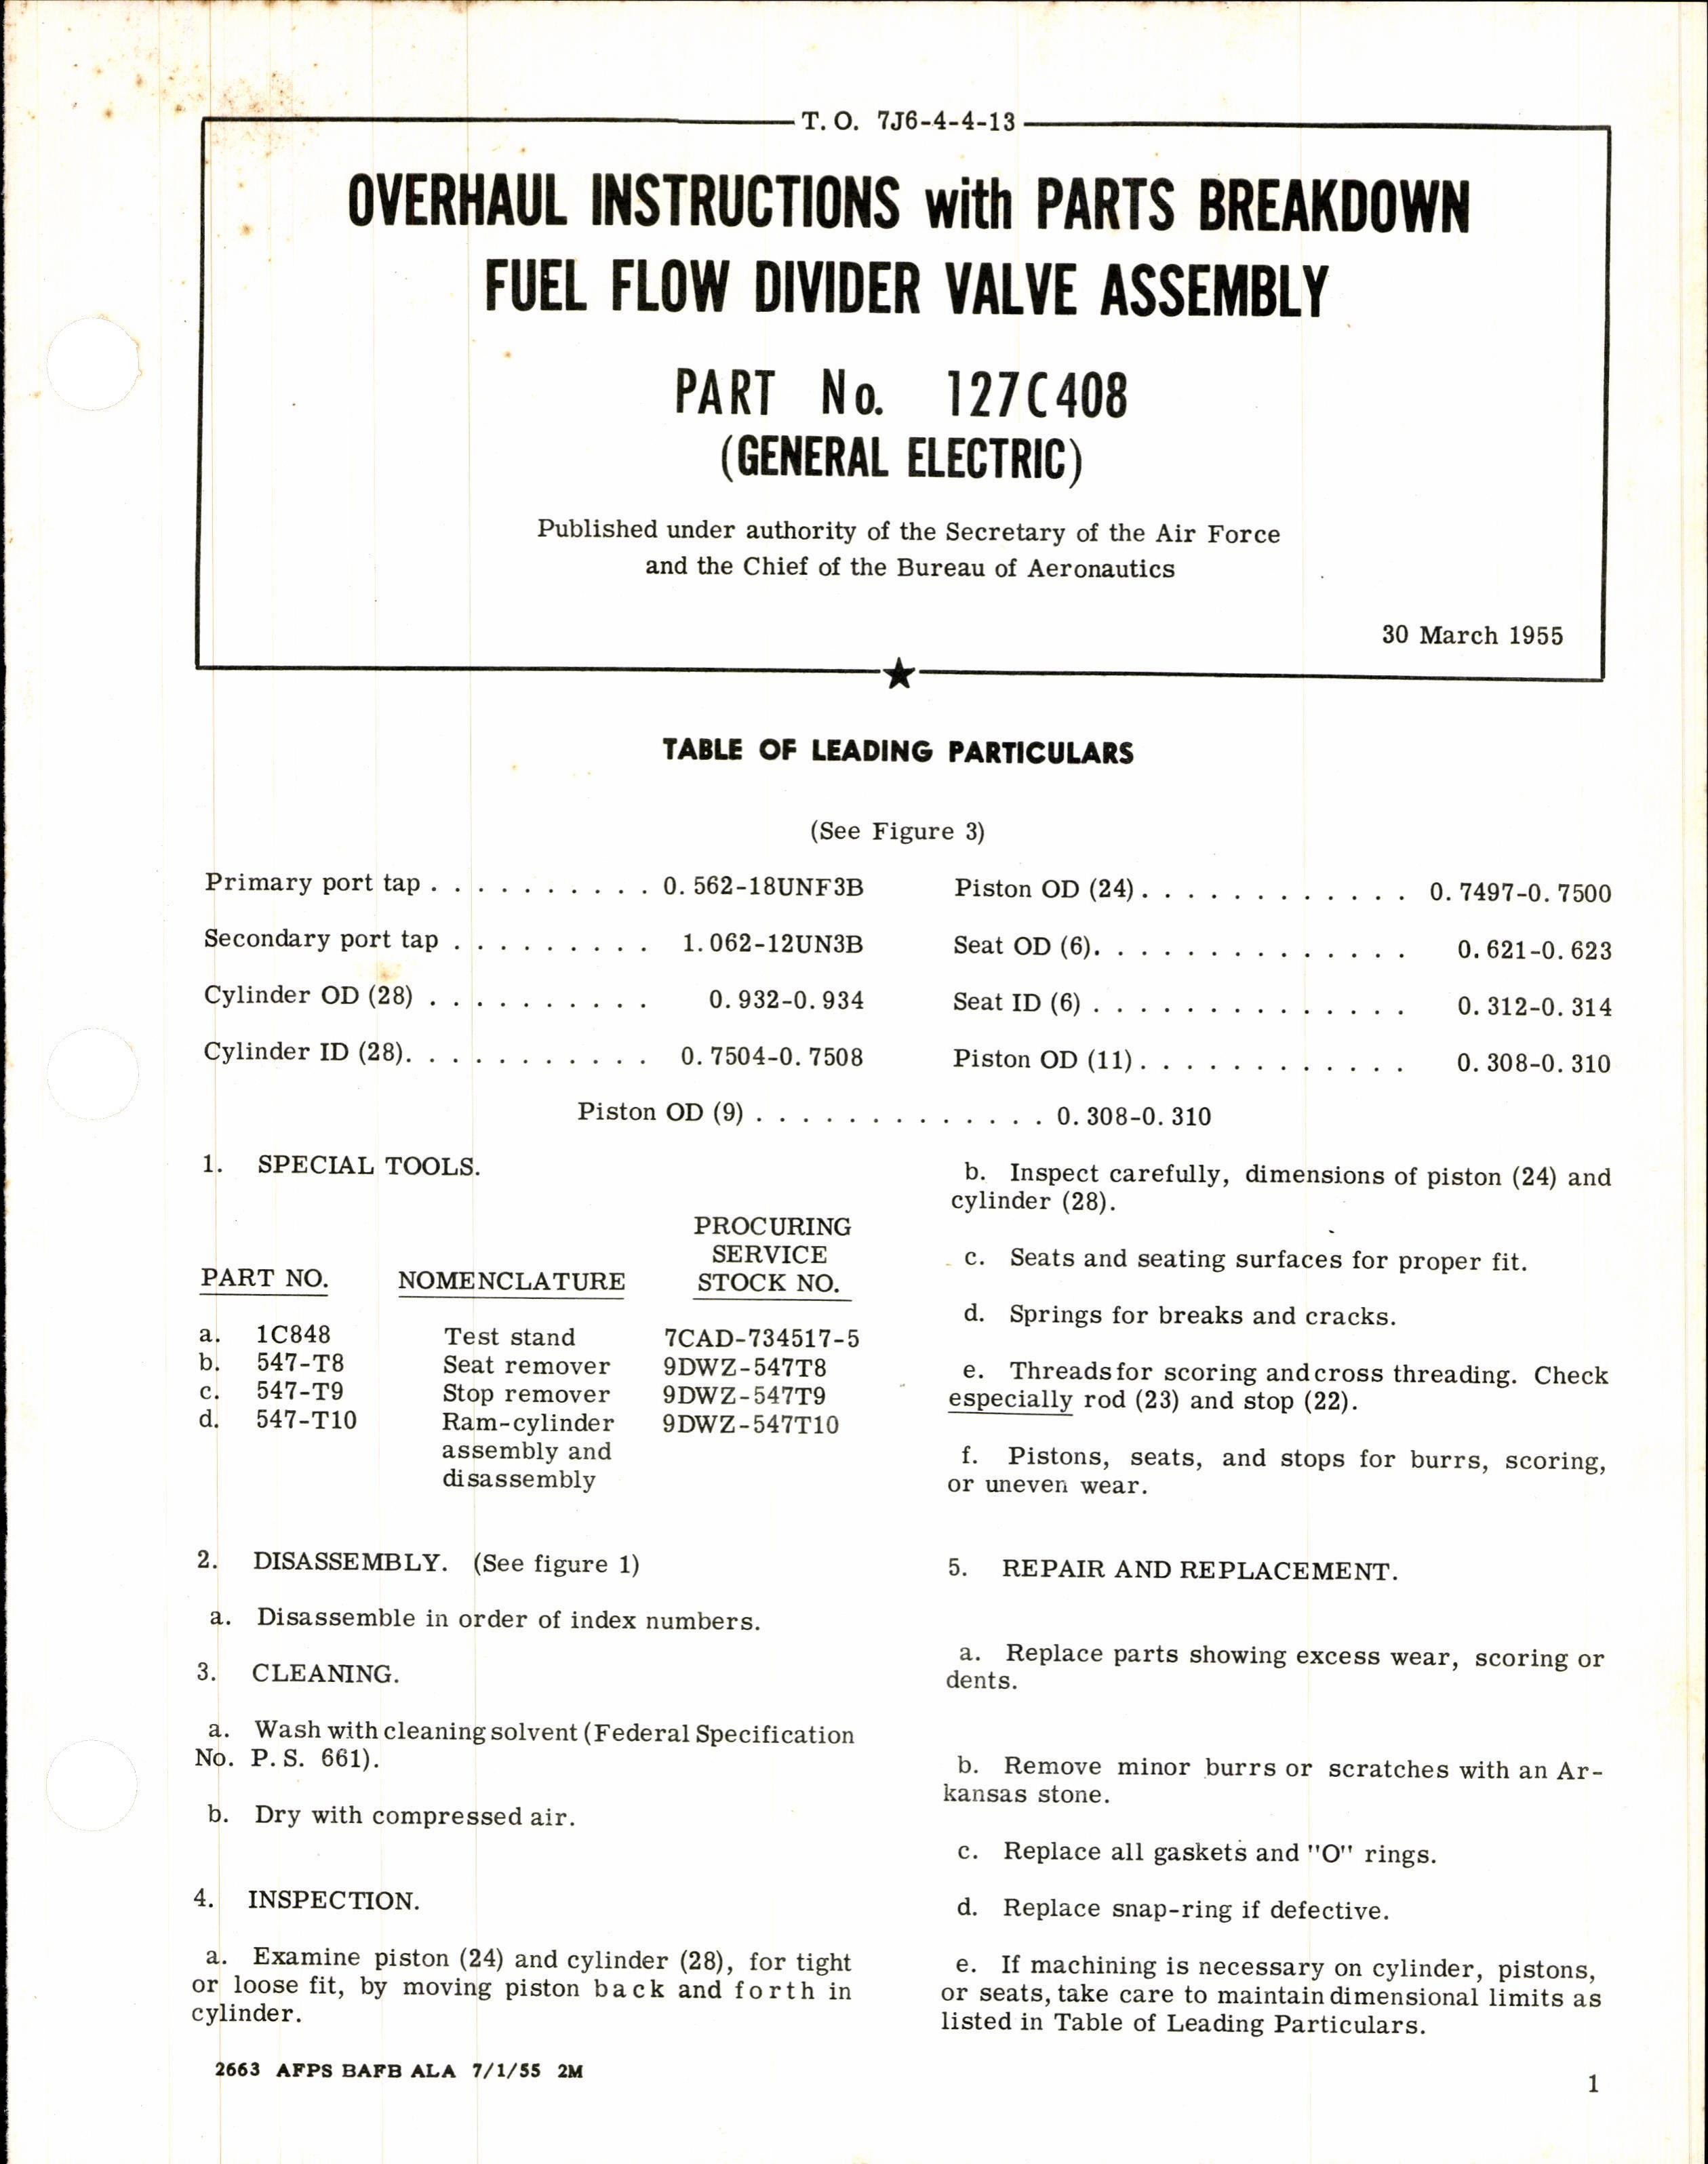 T. O. 7J6-4-4-13
OVERHAUL INSTRUCTIONS with PARTS BREAKDOWN
FUEL FLOW DIVIDER VALVE ASSEMBLY
PART No. 127C408
(GENERAL ELECTRIC)
Published under authority of the Secretary of the Air Force
and the Chief of the Bureau of Aeronautics
30 March 1955
TABLE OF LEADING PARTICULARS
(See Figure 3)
Primary port tap . . . . . . . . . . 0. 562-18UNF3B
Secondary port tap . . . . . . . . . 1. 062-12UN3B
Cylinder OD (28) . . . . . . . . . . 0. 932-0. 934
Cylinder ID (28). . . . . . . . . . . 0. 7504-0. 7508
Piston OD (24). . . . . . . . . . . . 0. 7497-0. 7500
Seat OD (6). . . . . . . . . . . . . . 0. 621-0. 623
Seat ID (6) . . . . . . . . . . . . . . 0. 312-0. 314
Piston OD (11). . . . . . . . . . . . 0. 308-0. 310
Piston OD (9) . . . . . . . . . . . . . 0. 308-0. 310
1. SPECIAL TOOLS.
PROCURING
SERVICE
PART NO. NOMENCLATURE STOCK NO.
a. 1C848 Test stand 7CAD-734517-5
b. 547-T8 Seat remover 9DWZ-547T8
c. 547-T9 Stop remover 9DWZ-547T9
d. 547-T10 Ram-cylinder 9DWZ-547T10
assembly and
disassembly
2. DISASSEMBLY. (See figure 1)
a. Disassemble in order of index numbers.
3. CLEANING.
a. Wash with cleaning solvent (Federal Specification
No. P. S. 661).
b. Dry with compressed air.
4. INSPECTION.
a. Examine piston (24) and cylinder (28), for tight
or loose fit, by moving piston back and forth in
cylinder.
b. Inspect carefully, dimensions of piston (24) and
cylinder (28).
c. Seats and seating surfaces for proper fit.
d. Springs for breaks and cracks.
e. Threads for scoring and cross threading. Check
especially rod (23) and stop (22).
f. Pistons, seats, and stops for burrs, scoring,
or uneven wear.
5. REPAIR AND REPLACEMENT.
a. Replace parts showing excess wear, scoring or
dents.
b. Remove minor burrs or scratches with an Ar-
kansas stone.
c. Replace all gaskets and "O" rings.
d. Replace snap-ring if defective.
e. If machining is necessary on cylinder, pistons,
or seats, take care to maintain dimensional limits as
listed in Table of Leading Particulars.
2663 AFPS BAFB ALA 7/1/55 2M
1